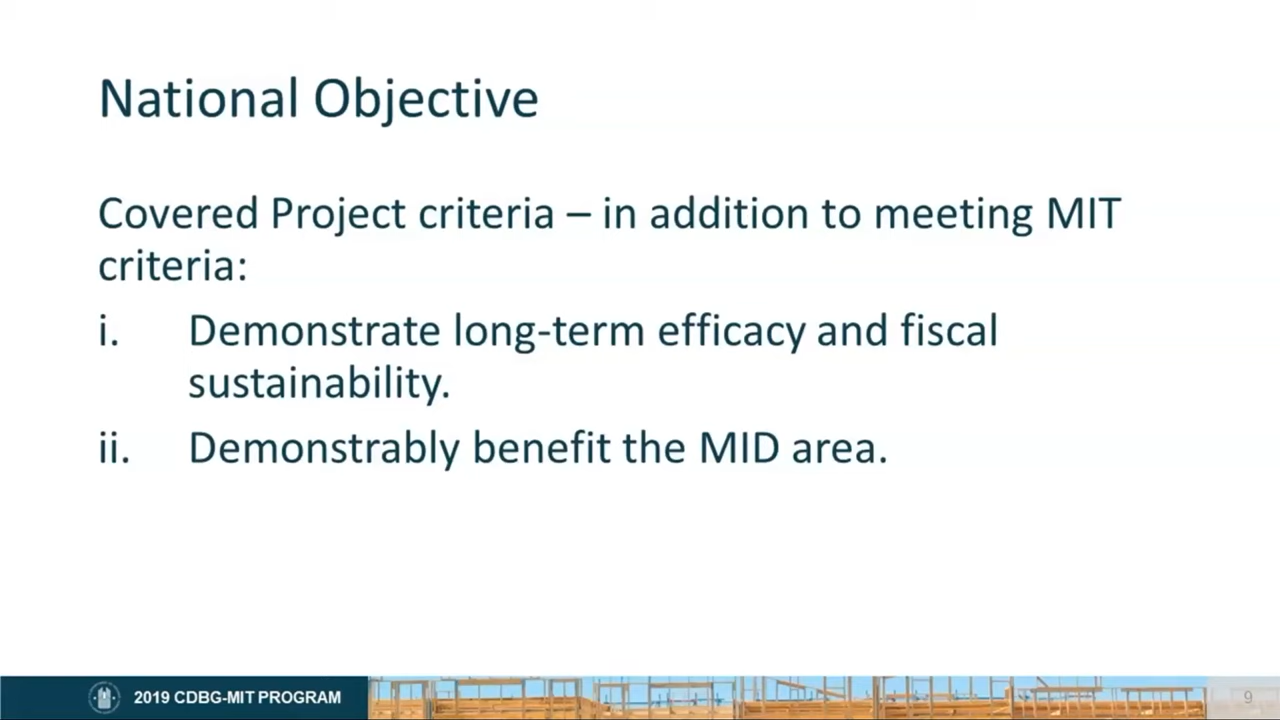 National Objective
Covered Project criteria – in addition to meeting MIT
criteria:
i. Demonstrate long-term efficacy and fiscal
sustainability.
ii. Demonstrably benefit the MID area.
2019 CDBG-MIT PROGRAM
9